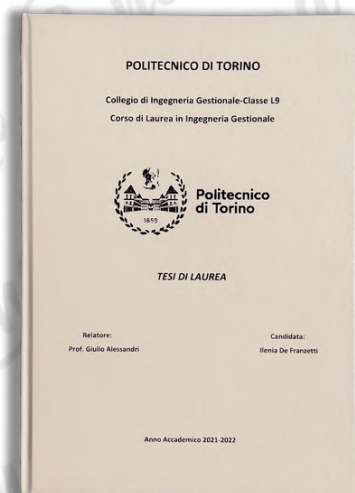 POLITECNICO DI TORINO
Collegio di Ingegneria Gestionale-Classe L9
Corso di Laurea in Ingegneria Gestionale
1859
Politecnico
di Torino
TESI DI LAUREA
Relatore:
Candidata:
Prof. Giulio Alessandri
Ilenia De Franzetti
Anno Accademico 2021-2022